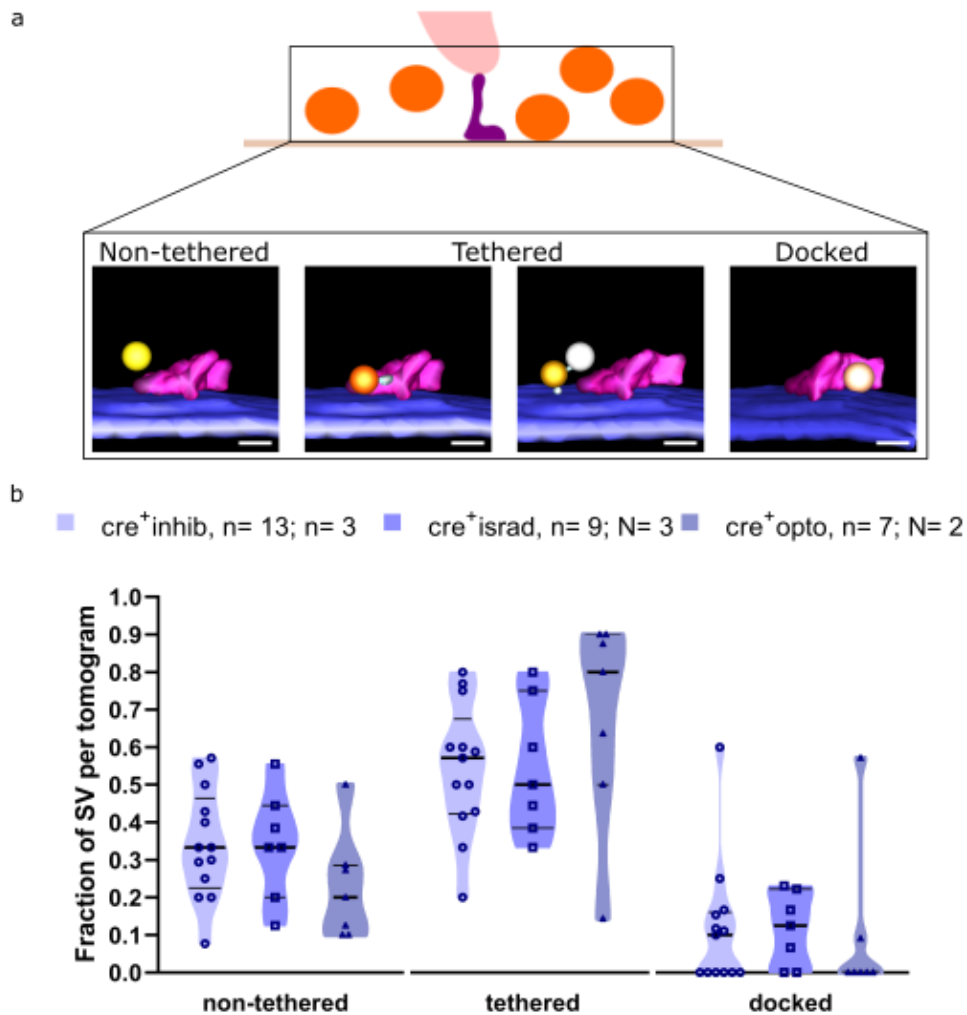 a
Non-tethered Tethered Docked
b
cre⁺inhib, n= 13; n= 3 cre⁺israd, n= 9; N= 3 cre⁺opto, n= 7; N= 2
Fraction of SV per tomogram
1.0
0.9
0.8
0.7
0.6
0.5
0.4
0.3
0.2
0.1
0.0
non-tethered tethered docked